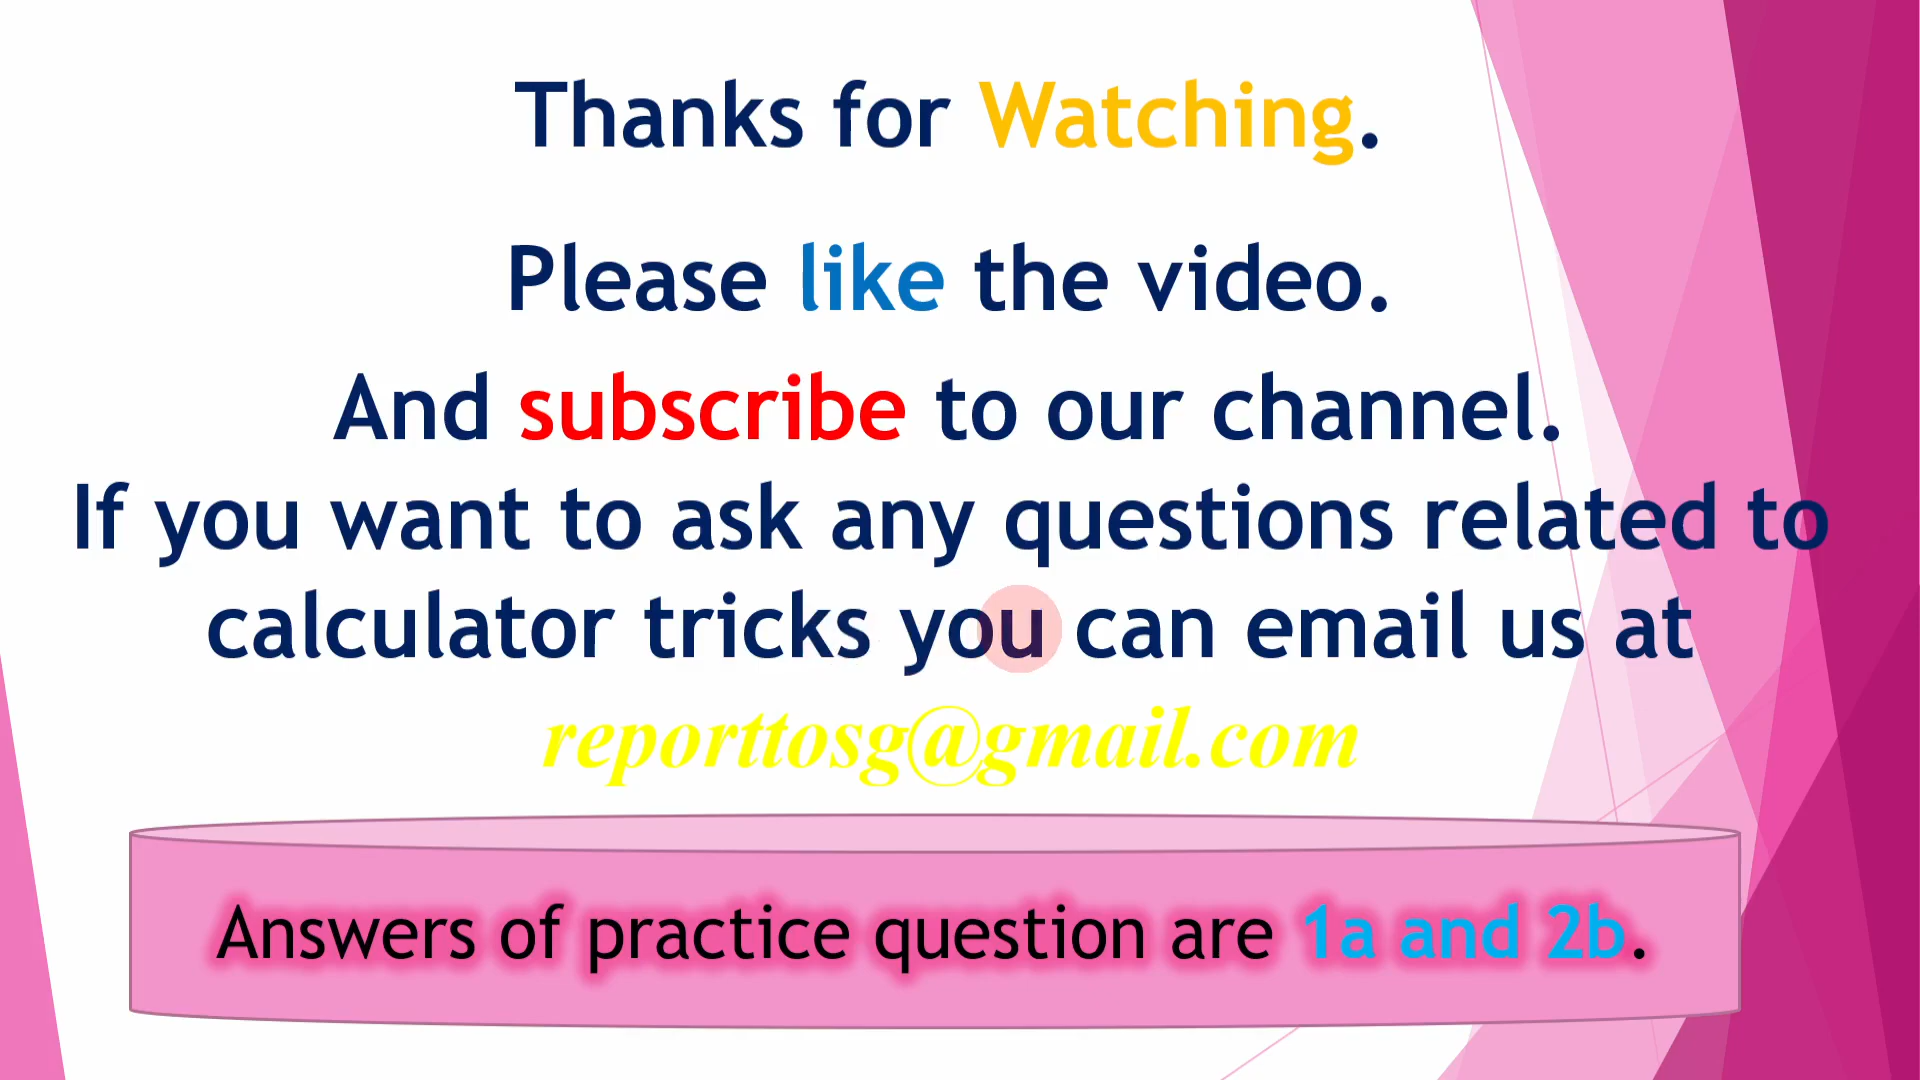 Thanks for Watching.
Please like the video.
And subscribe to our channel.
If you want to ask any questions related to
calculator tricks you can email us at
reporttosg@gmail.com
Answers of practice question are 1a and 2b.